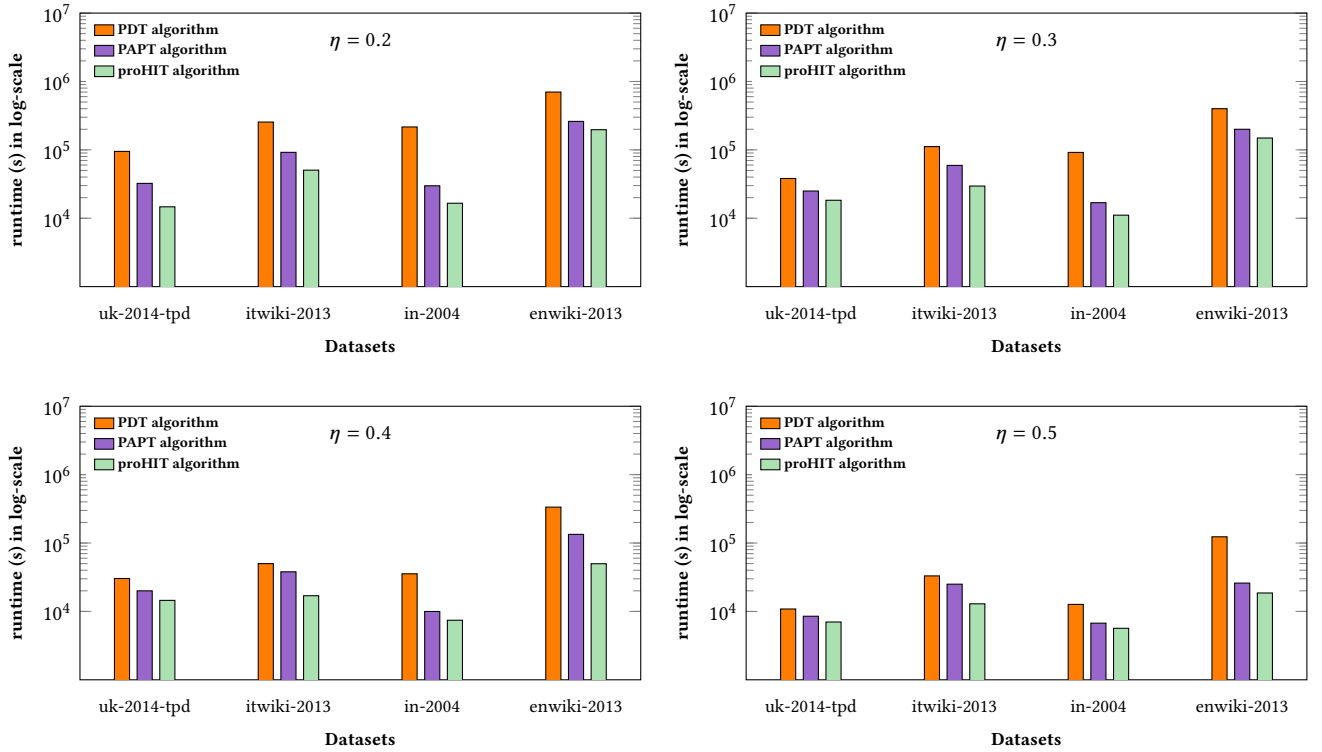 10^7
10^6
10^5
10^4
runtime (s) in log-scale
PDT algorithm
PAPT algorithm
proHIT algorithm
η = 0.2
uk-2014-tpd itwiki-2013 in-2004 enwiki-2013
Datasets
10^7
10^6
10^5
10^4
runtime (s) in log-scale
PDT algorithm
PAPT algorithm
proHIT algorithm
η = 0.3
uk-2014-tpd itwiki-2013 in-2004 enwiki-2013
Datasets
10^7
10^6
10^5
10^4
runtime (s) in log-scale
PDT algorithm
PAPT algorithm
proHIT algorithm
η = 0.4
uk-2014-tpd itwiki-2013 in-2004 enwiki-2013
Datasets
10^7
10^6
10^5
10^4
runtime (s) in log-scale
PDT algorithm
PAPT algorithm
proHIT algorithm
η = 0.5
uk-2014-tpd itwiki-2013 in-2004 enwiki-2013
Datasets